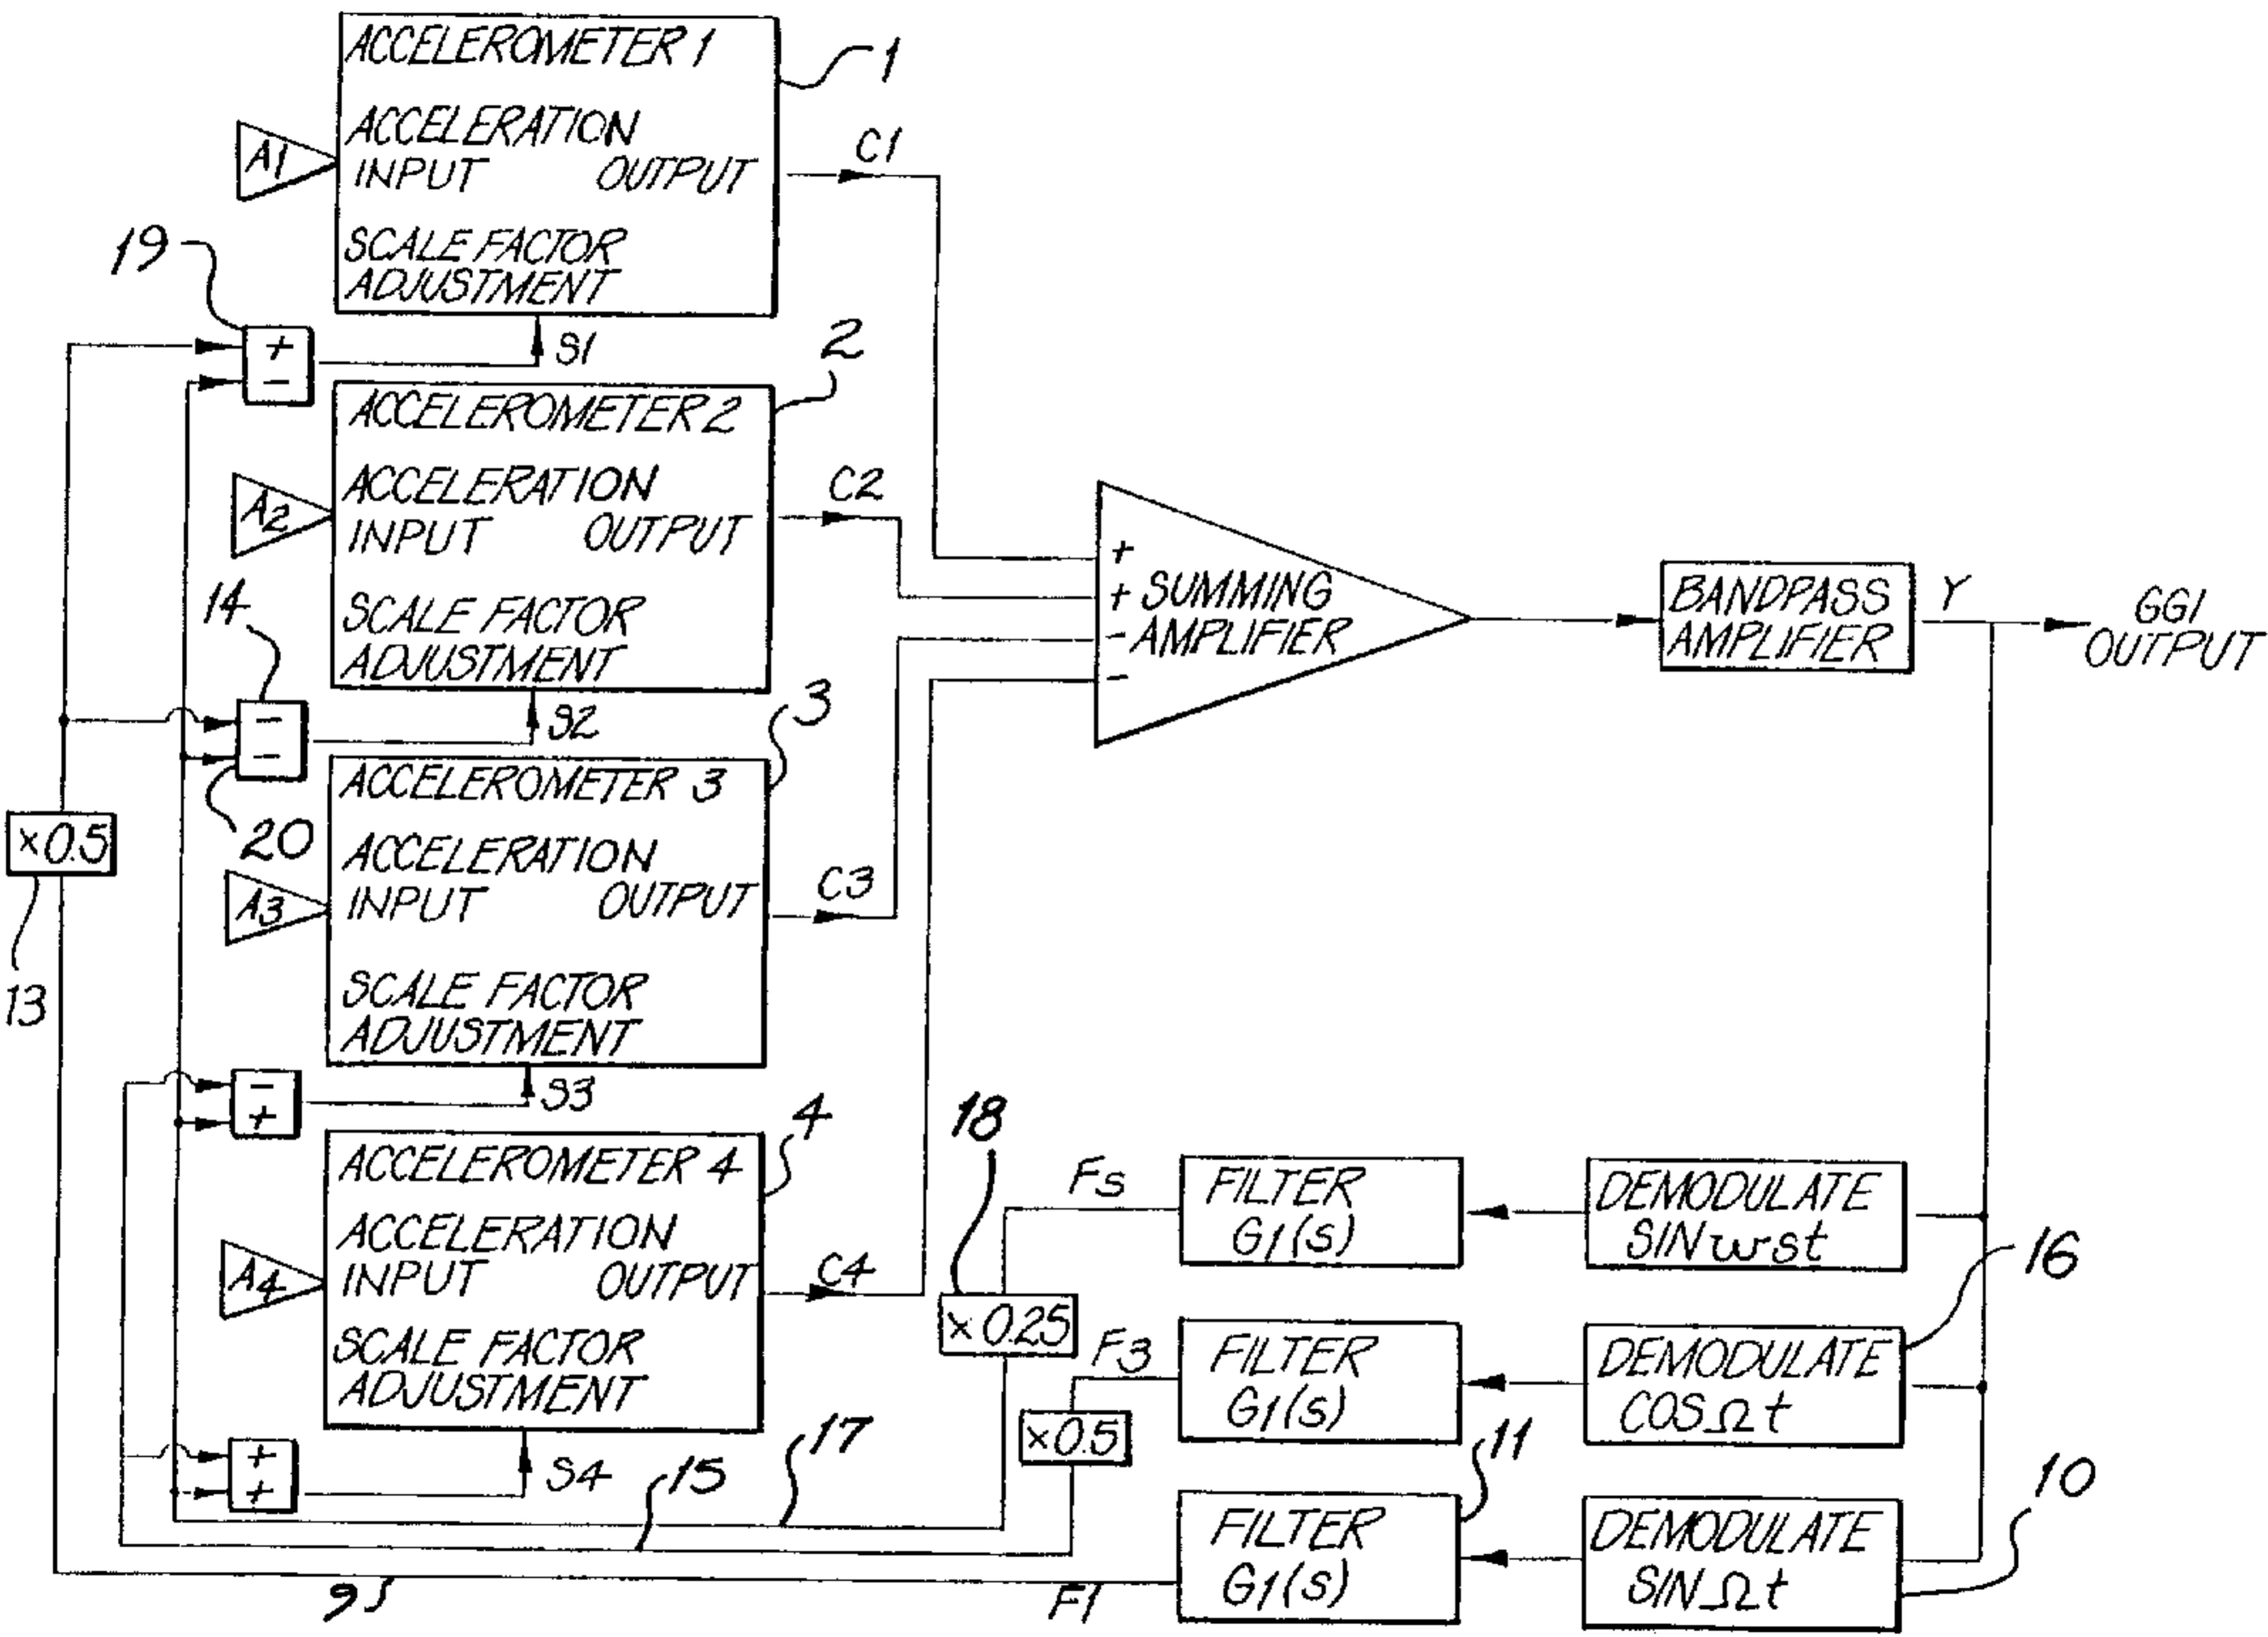 ACCELEROMETER 1
1
ACCELERATION
A1
INPUT OUTPUT
C1
SCALE FACTOR
ADJUSTMENT
19
+
-
S1
2
ACCELEROMETER 2
ACCELERATION
A2
INPUT OUTPUT
C2
SCALE FACTOR
ADJUSTMENT
14
-
-
20
S2
3
ACCELEROMETER 3
×0.5
13
ACCELERATION
A3
INPUT OUTPUT
C3
SCALE FACTOR
ADJUSTMENT
-
+
S3
4
ACCELEROMETER 4
ACCELERATION
A4
INPUT OUTPUT
C4
SCALE FACTOR
ADJUSTMENT
+
+
S4
+
+ SUMMING
- AMPLIFIER
-
BANDPASS
AMPLIFIER
Y
GGI
OUTPUT
18
×0.25
FS
FILTER
G1(s)
DEMODULATE
SIN wst
16
×0.5
F3
FILTER
G1(s)
DEMODULATE
COS Ω t
17
15
11
10
9
F1
FILTER
G1(s)
DEMODULATE
SIN Ω t